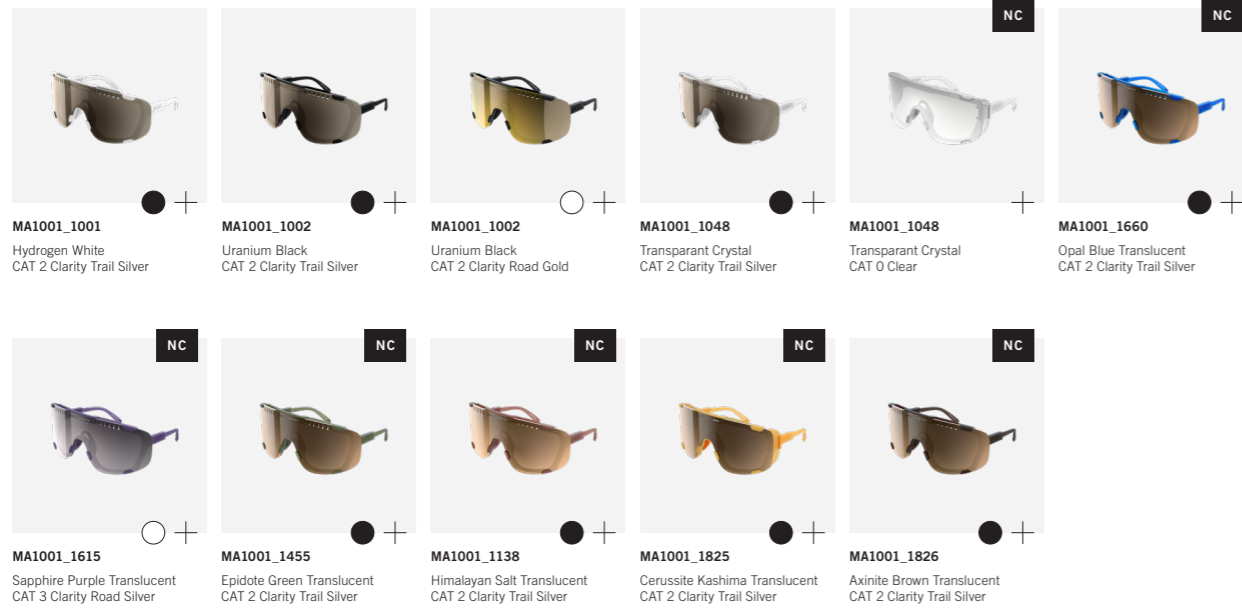 NC
NC
MA1001_1001
Hydrogen White
CAT 2 Clarity Trail Silver
MA1001_1002
Uranium Black
CAT 2 Clarity Trail Silver
MA1001_1002
Uranium Black
CAT 2 Clarity Road Gold
MA1001_1048
Transparant Crystal
CAT 2 Clarity Trail Silver
MA1001_1048
Transparant Crystal
CAT 0 Clear
MA1001_1660
Opal Blue Translucent
CAT 2 Clarity Trail Silver
NC
NC
NC
NC
NC
MA1001_1615
Sapphire Purple Translucent
CAT 3 Clarity Road Silver
MA1001_1455
Epidote Green Translucent
CAT 2 Clarity Trail Silver
MA1001_1138
Himalayan Salt Translucent
CAT 2 Clarity Trail Silver
MA1001_1825
Cerussite Kashima Translucent
CAT 2 Clarity Trail Silver
MA1001_1826
Axinite Brown Translucent
CAT 2 Clarity Trail Silver